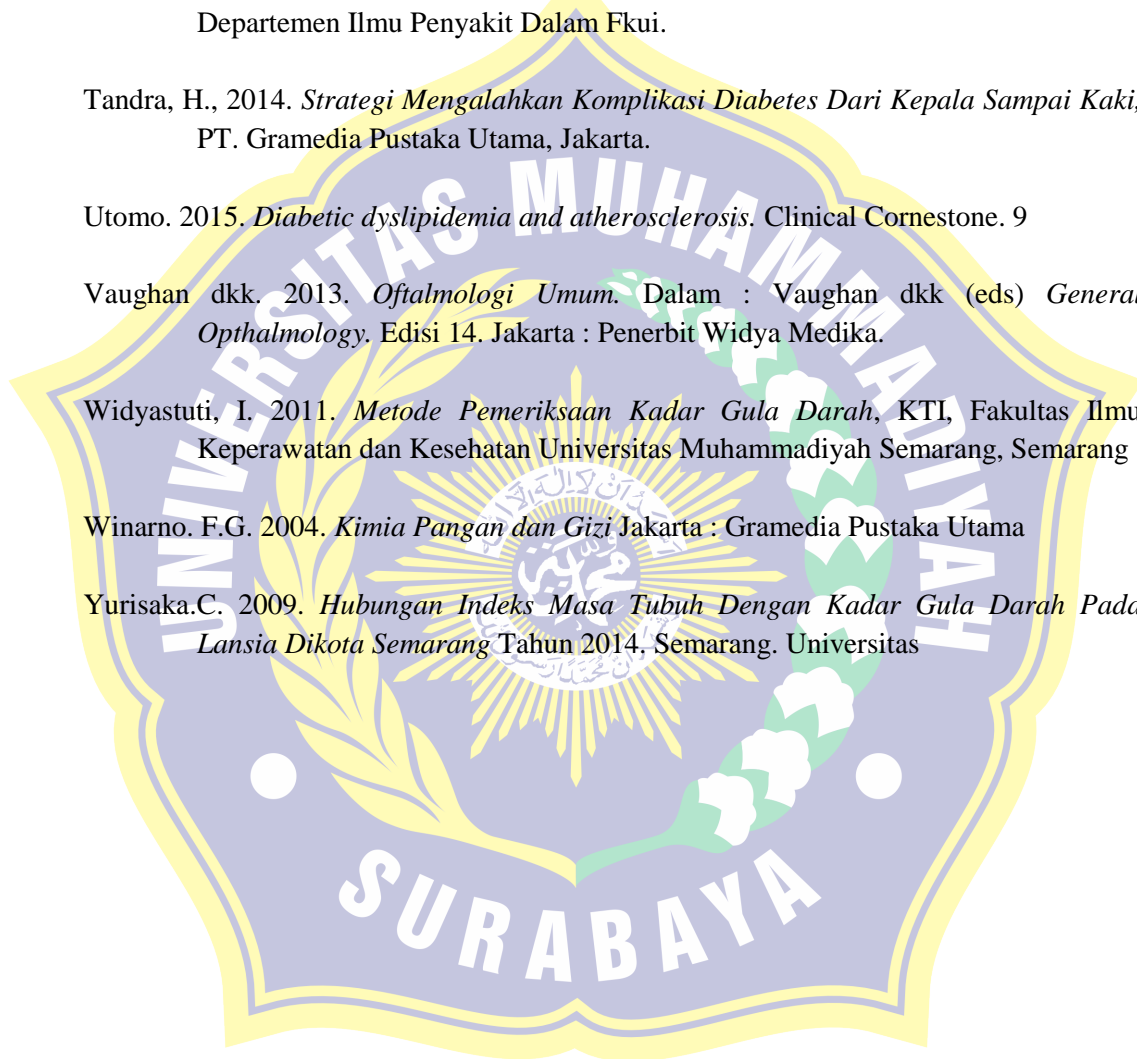 Departemen Ilmu Penyakit Dalam Fkui.
Tandra, H., 2014. Strategi Mengalahkan Komplikasi Diabetes Dari Kepala Sampai Kaki,
PT. Gramedia Pustaka Utama, Jakarta.
Utomo. 2015. Diabetic dyslipidemia and atherosclerosis. Clinical Cornestone. 9
Vaughan dkk. 2013. Oftalmologi Umum. Dalam : Vaughan dkk (eds) General
Opthalmology. Edisi 14. Jakarta : Penerbit Widya Medika.
Widyastuti, I. 2011. Metode Pemeriksaan Kadar Gula Darah, KTI, Fakultas Ilmu
Keperawatan dan Kesehatan Universitas Muhammadiyah Semarang, Semarang
Winarno. F.G. 2004. Kimia Pangan dan Gizi Jakarta : Gramedia Pustaka Utama
Yurisaka.C. 2009. Hubungan Indeks Masa Tubuh Dengan Kadar Gula Darah Pada
Lansia Dikota Semarang Tahun 2014, Semarang. Universitas
UNIVERSITAS MUHAMMADIYAH
SURABAYA